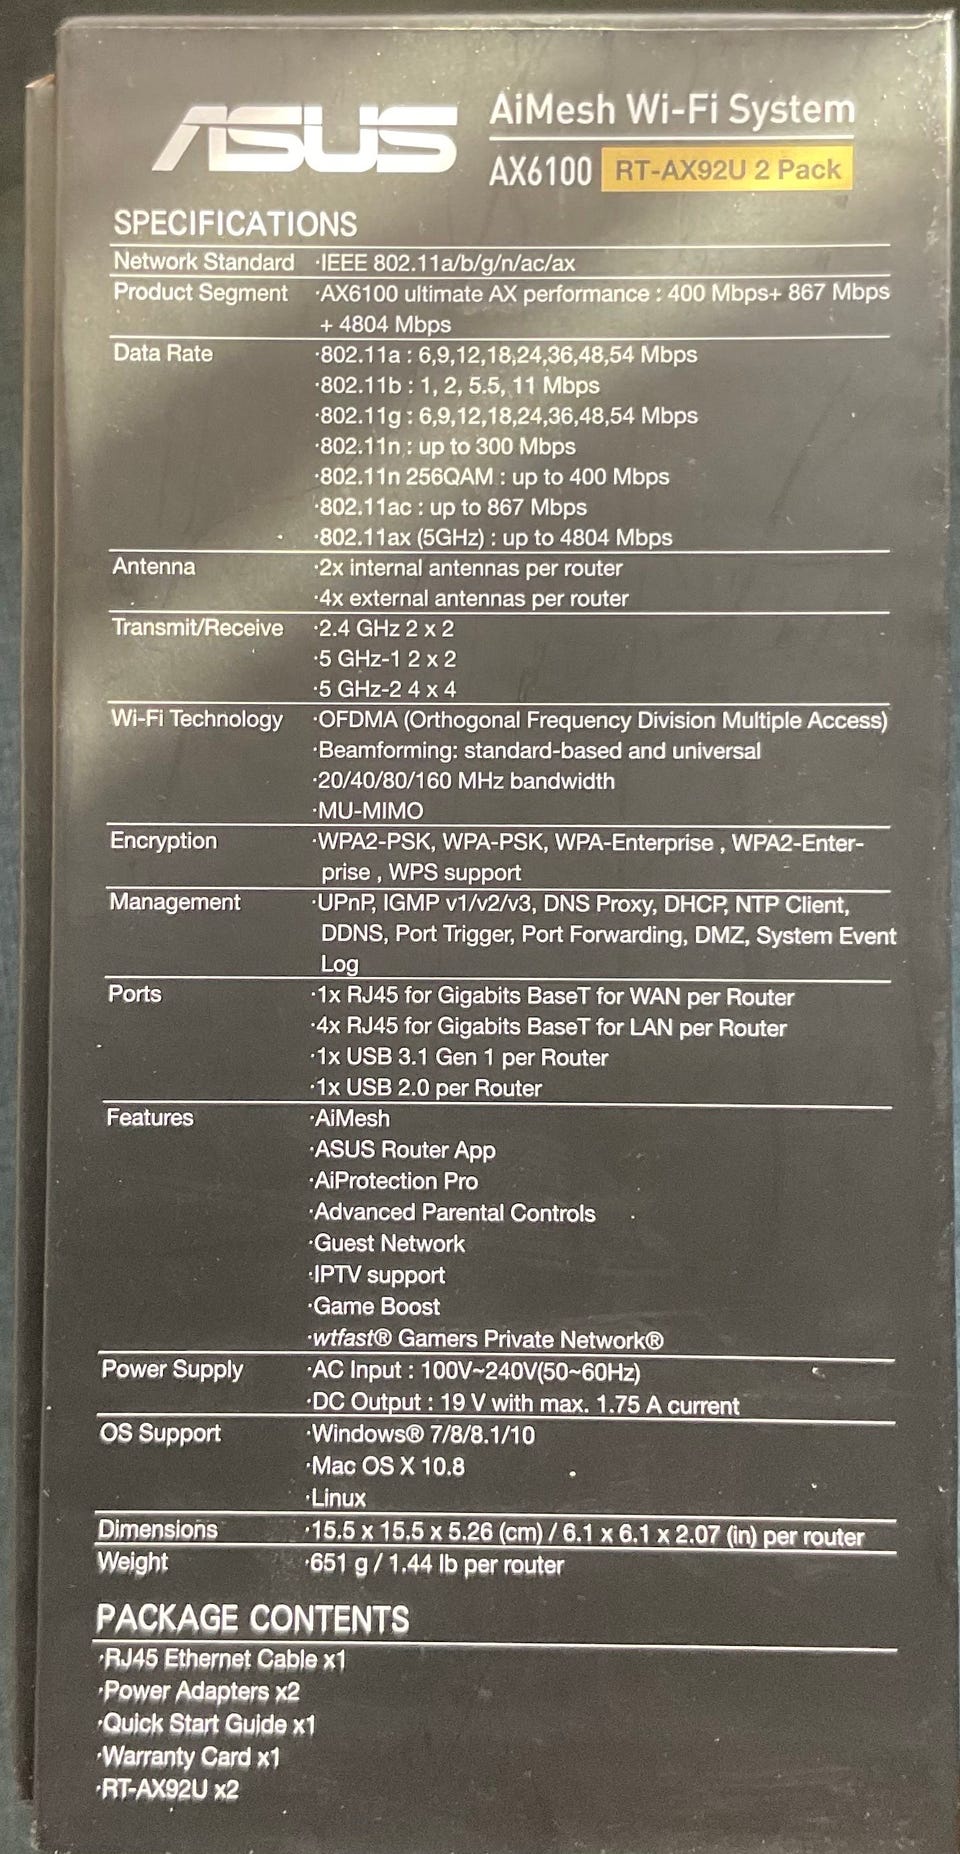 ASUS
AiMesh Wi-Fi System
AX6100 RT-AX92U 2 Pack
SPECIFICATIONS
Network Standard ·IEEE 802.11a/b/g/n/ac/ax
Product Segment ·AX6100 ultimate AX performance : 400 Mbps+ 867 Mbps
+ 4804 Mbps
Data Rate ·802.11a : 6,9,12,18,24,36,48,54 Mbps
·802.11b : 1, 2, 5.5, 11 Mbps
·802.11g : 6,9,12,18,24,36,48,54 Mbps
·802.11n : up to 300 Mbps
·802.11n 256QAM : up to 400 Mbps
·802.11ac : up to 867 Mbps
·802.11ax (5GHz) : up to 4804 Mbps
Antenna ·2x internal antennas per router
·4x external antennas per router
Transmit/Receive ·2.4 GHz 2 x 2
·5 GHz-1 2 x 2
·5 GHz-2 4 x 4
Wi-Fi Technology ·OFDMA (Orthogonal Frequency Division Multiple Access)
·Beamforming: standard-based and universal
·20/40/80/160 MHz bandwidth
·MU-MIMO
Encryption ·WPA2-PSK, WPA-PSK, WPA-Enterprise , WPA2-Enter-
prise , WPS support
Management ·UPnP, IGMP v1/v2/v3, DNS Proxy, DHCP, NTP Client,
DDNS, Port Trigger, Port Forwarding, DMZ, System Event
Log
Ports ·1x RJ45 for Gigabits BaseT for WAN per Router
·4x RJ45 for Gigabits BaseT for LAN per Router
·1x USB 3.1 Gen 1 per Router
·1x USB 2.0 per Router
Features ·AiMesh
·ASUS Router App
·AiProtection Pro
·Advanced Parental Controls
·Guest Network
·IPTV support
·Game Boost
·wtfast® Gamers Private Network®
Power Supply ·AC Input : 100V~240V(50~60Hz)
·DC Output : 19 V with max. 1.75 A current
OS Support ·Windows® 7/8/8.1/10
·Mac OS X 10.8
·Linux
Dimensions ·15.5 x 15.5 x 5.26 (cm) / 6.1 x 6.1 x 2.07 (in) per router
Weight ·651 g / 1.44 lb per router
PACKAGE CONTENTS
·RJ45 Ethernet Cable x1
·Power Adapters x2
·Quick Start Guide x1
·Warranty Card x1
·RT-AX92U x2